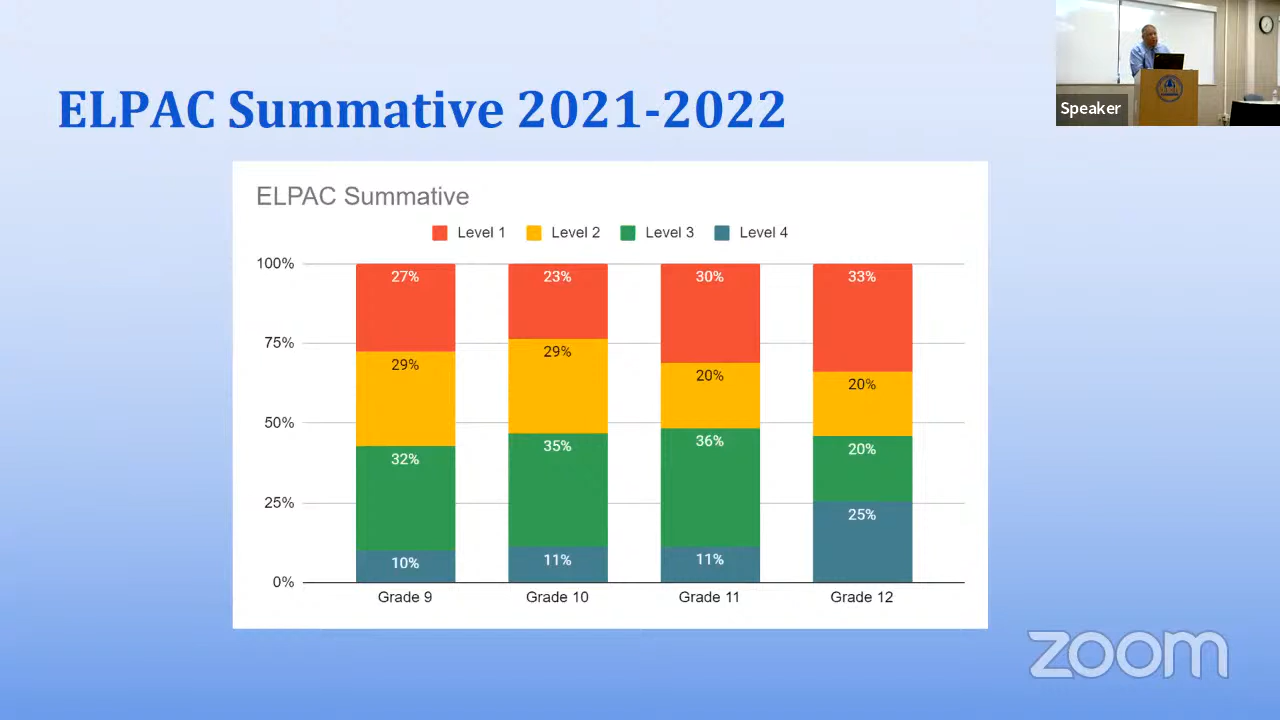 ELPAC Summative 2021-2022
Speaker
ELPAC Summative
Level 1 Level 2 Level 3 Level 4
100%
75%
50%
25%
0%
27% 23% 30% 33%
29% 29% 20% 20%
32% 35% 36% 20%
10% 11% 11% 25%
Grade 9 Grade 10 Grade 11 Grade 12
zoom